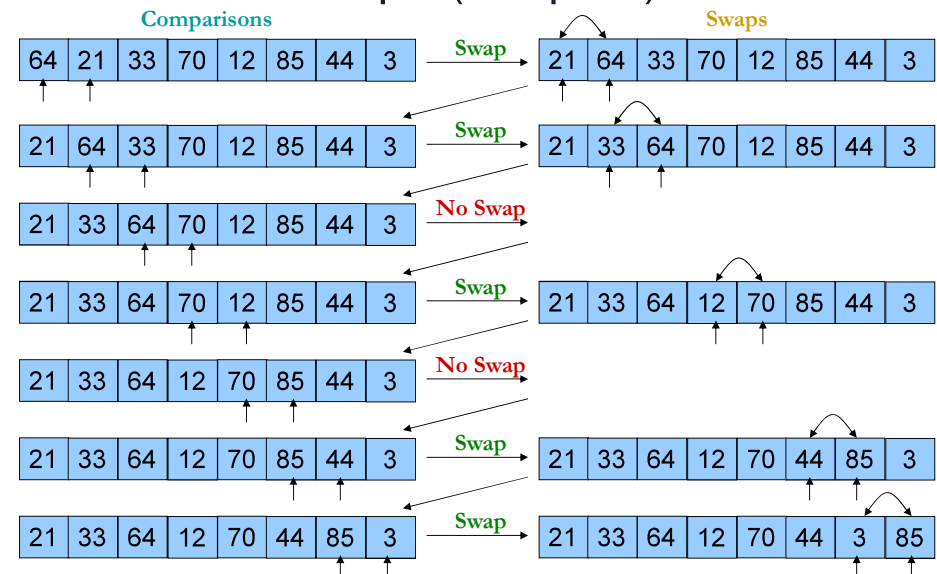 Comparisons Swaps
64 21 33 70 12 85 44 3 Swap 21 64 33 70 12 85 44 3
21 64 33 70 12 85 44 3 Swap 21 33 64 70 12 85 44 3
21 33 64 70 12 85 44 3 No Swap
21 33 64 70 12 85 44 3 Swap 21 33 64 12 70 85 44 3
21 33 64 12 70 85 44 3 No Swap
21 33 64 12 70 85 44 3 Swap 21 33 64 12 70 44 85 3
21 33 64 12 70 44 85 3 Swap 21 33 64 12 70 44 3 85